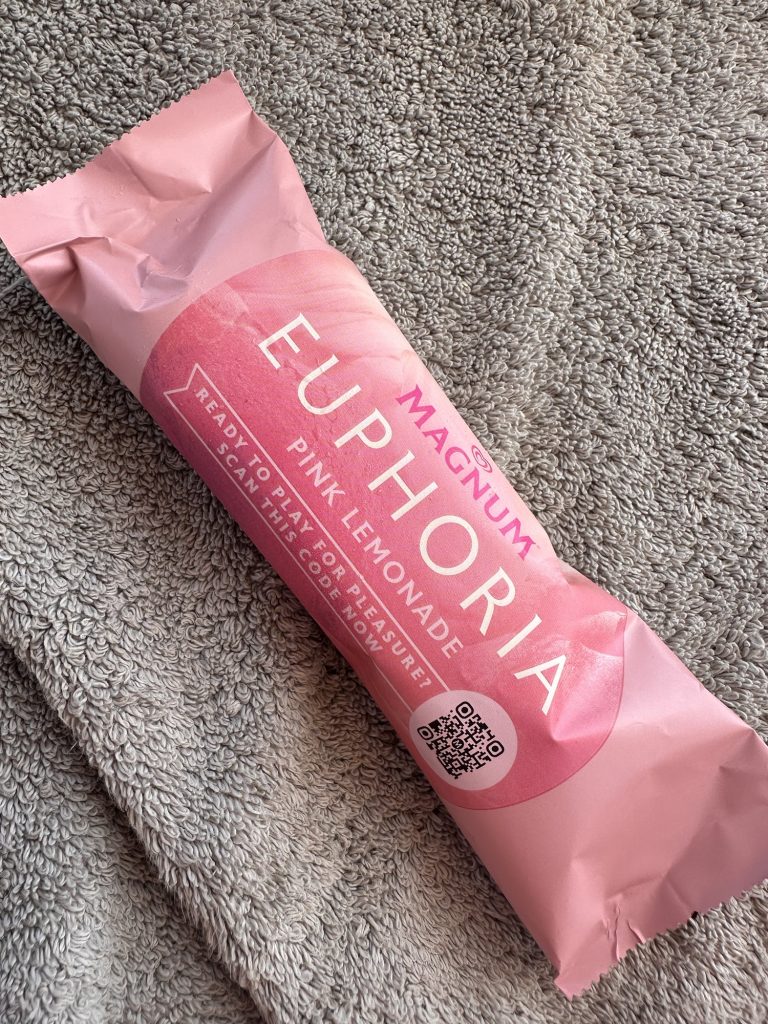 MAGNUM
EUPHORIA
PINK LEMONADE
READY TO PLAY FOR PLEASURE?
SCAN THIS CODE NOW